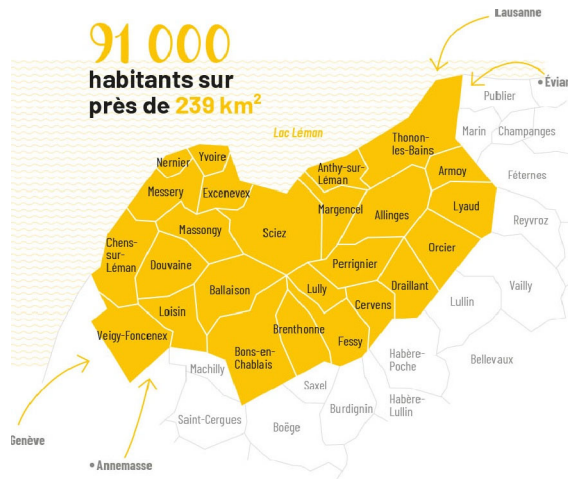 Lausanne
91 000
habitants sur
près de 239 km²
• Évian
Publier
Lac Léman
Marin
Champanges
Thonon-
les-Bains
Nernier
Yvoire
Anthy-sur-
Léman
Armoy
Féternes
Messery
Excenevex
Margencel
Allinges
Lyaud
Reyvroz
Massongy
Sciez
Chens-
sur-
Léman
Douvaine
Orcier
Perrignier
Vailly
Ballaison
Lully
Draillant
Lullin
Loisin
Cervens
Veigy-Foncenex
Brenthonne
Fessy
Bons-en-
Chablais
Habère-
Poche
Bellevaux
Machilly
Saxel
Habère-
Lullin
Burdignin
Saint-Cergues
Boëge
Genève
• Annemasse